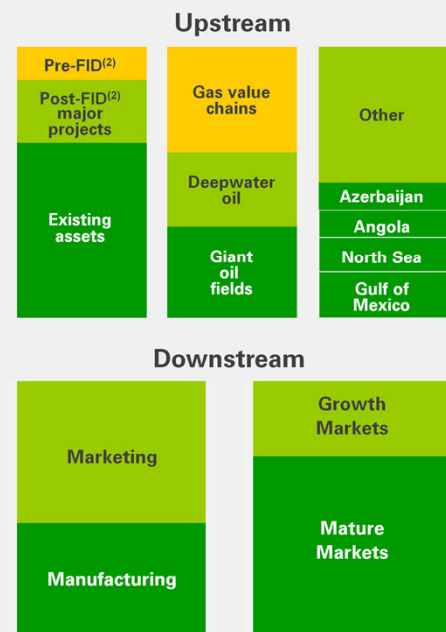 Upstream
Pre-FID(2)
Post-FID(2)
major
projects
Existing
assets
Gas value
chains
Deepwater
oil
Giant
oil
fields
Other
Azerbaijan
Angola
North Sea
Gulf of
Mexico
Downstream
Marketing
Manufacturing
Growth
Markets
Mature
Markets